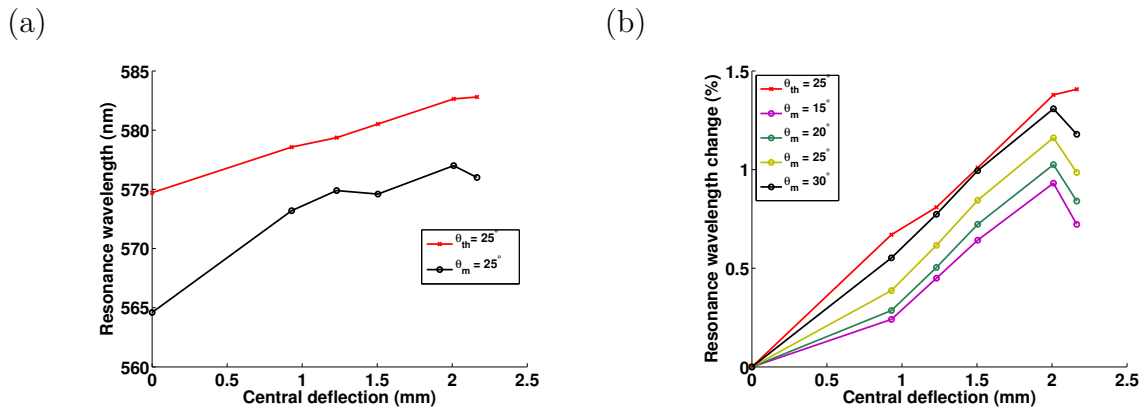 (a)
(b)
Resonance wavelength (nm)
585
580
575
570
565
560
0
0.5
1
1.5
2
2.5
Central deflection (mm)
θth = 25°
θm = 25°
Resonance wavelength change (%)
1.5
1
0.5
0
0
0.5
1
1.5
2
2.5
Central deflection (mm)
θth = 25°
θm = 15°
θm = 20°
θm = 25°
θm = 30°